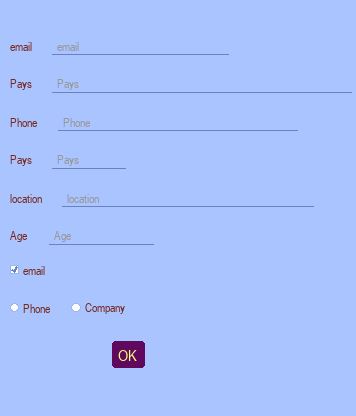 email email
Pays Pays
Phone Phone
Pays Pays
location location
Age Age
email
Phone Company
OK